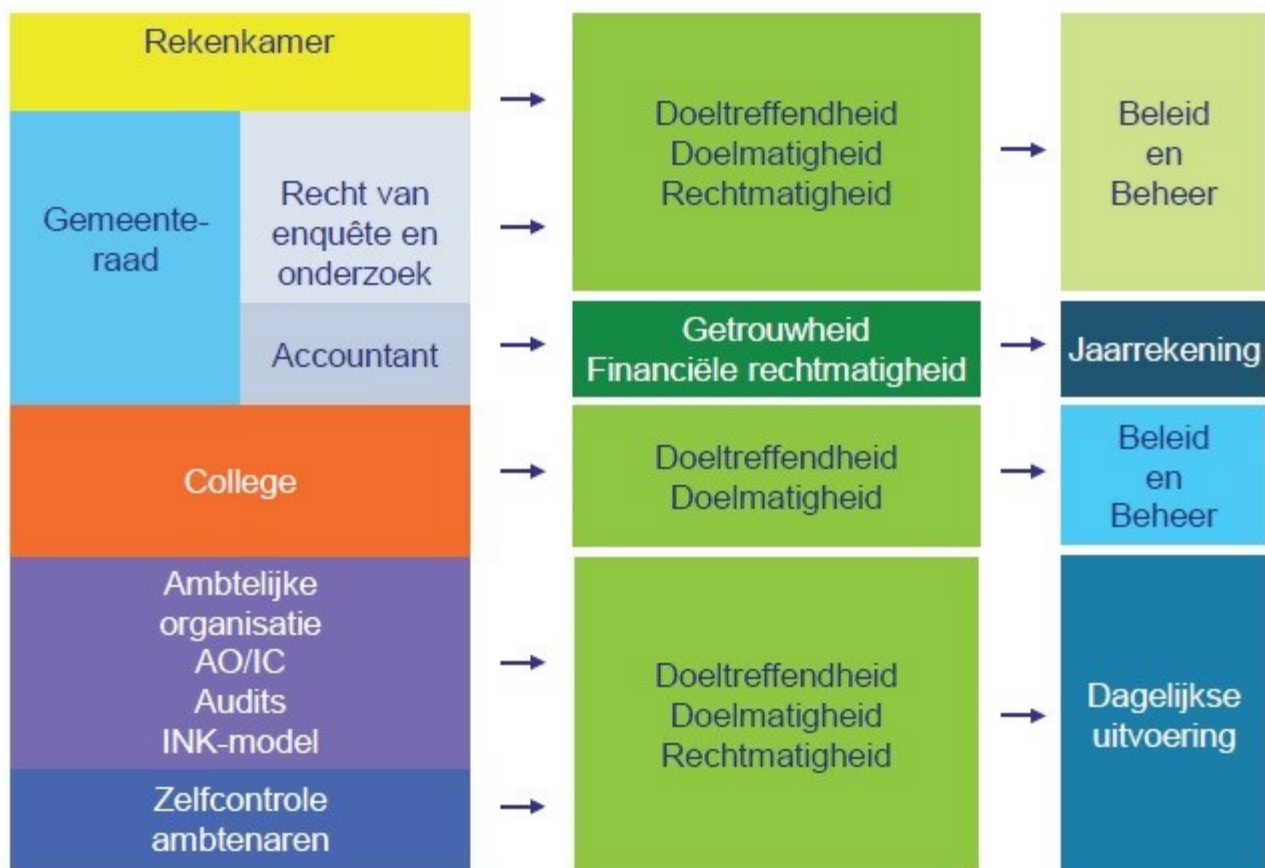 Rekenkamer
Doeltreffendheid
Doelmatigheid
Rechtmatigheid
Beleid
en
Beheer
Gemeente-
raad
Recht van
enquête en
onderzoek
Accountant
Getrouwheid
Financiële rechtmatigheid
Jaarrekening
College
Doeltreffendheid
Doelmatigheid
Beleid
en
Beheer
Ambtelijke
organisatie
AO/IC
Audits
INK-model
Doeltreffendheid
Doelmatigheid
Rechtmatigheid
Dagelijkse
uitvoering
Zelfcontrole
ambtenaren